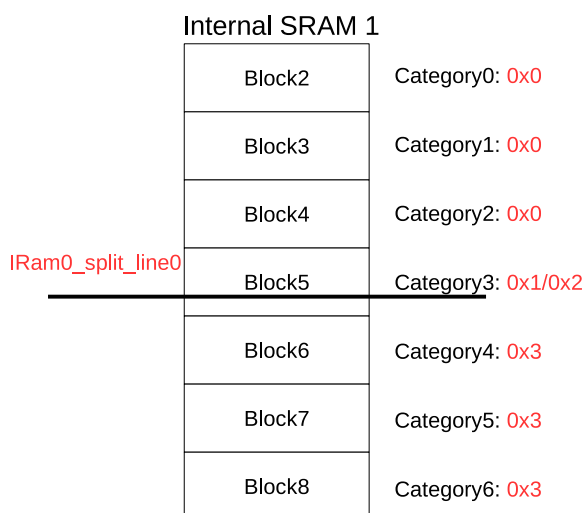 Internal SRAM 1
Block2 Category0: 0x0
Block3 Category1: 0x0
Block4 Category2: 0x0
IRam0_split_line0
Block5 Category3: 0x1/0x2
Block6 Category4: 0x3
Block7 Category5: 0x3
Block8 Category6: 0x3